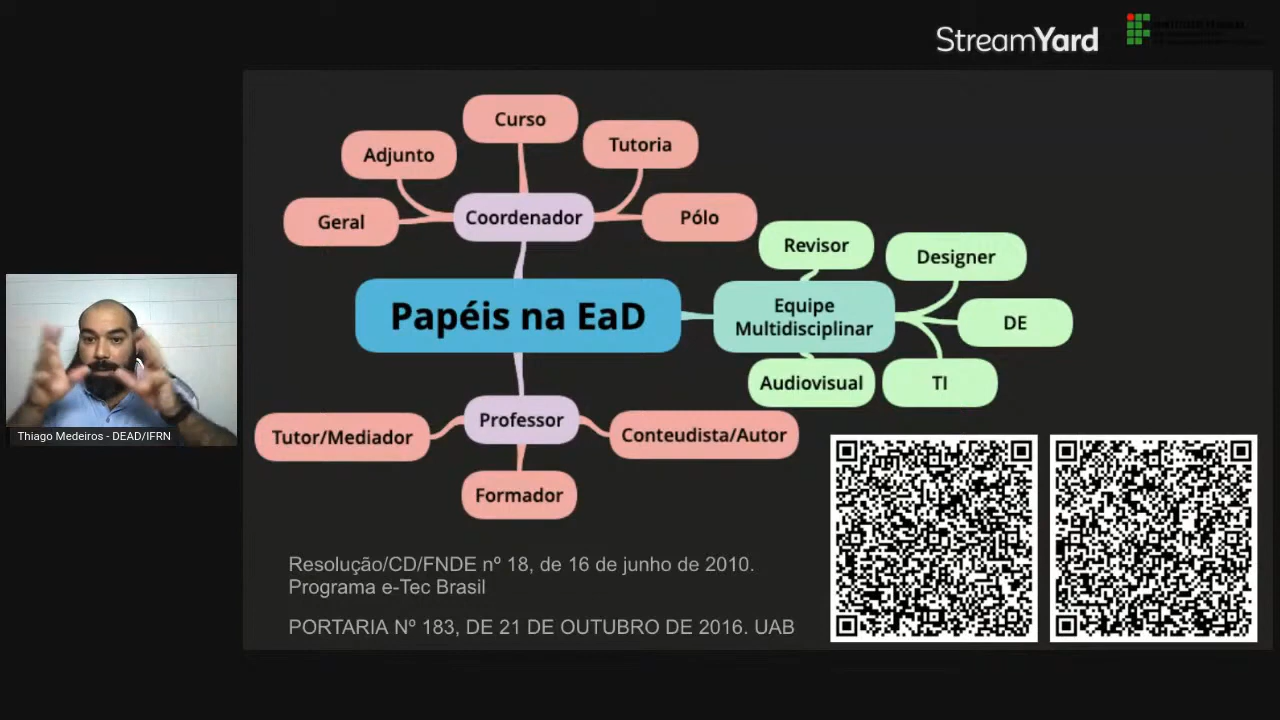 StreamYard
Curso
Adjunto
Tutoria
Geral
Coordenador
Pólo
Revisor
Designer
Papéis na EaD
Equipe
Multidisciplinar
DE
Audiovisual
TI
Professor
Tutor/Mediador
Conteudista/Autor
Formador
Thiago Medeiros - DEAD/IFRN
Resolução/CD/FNDE nº 18, de 16 de junho de 2010.
Programa e-Tec Brasil
PORTARIA Nº 183, DE 21 DE OUTUBRO DE 2016. UAB